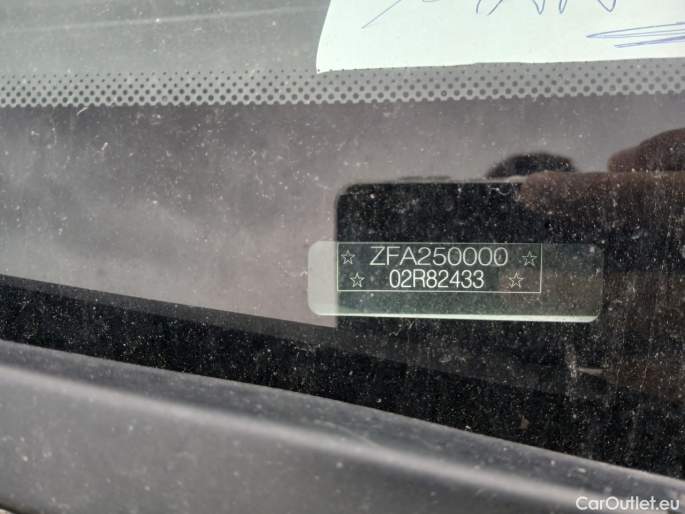 ☆ ZFA250000 ☆
☆ 02R82433 ☆
CarOutlet.eu